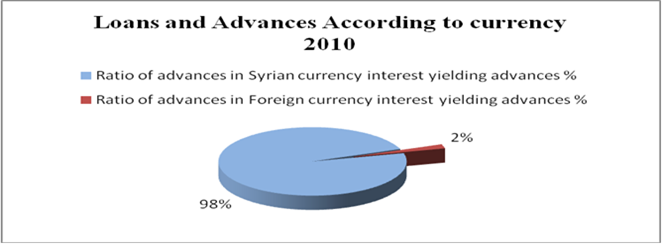 Loans and Advances According to currency
2010
Ratio of advances in Syrian currency interest yielding advances %
Ratio of advances in Foreign currency interest yielding advances %
2%
98%